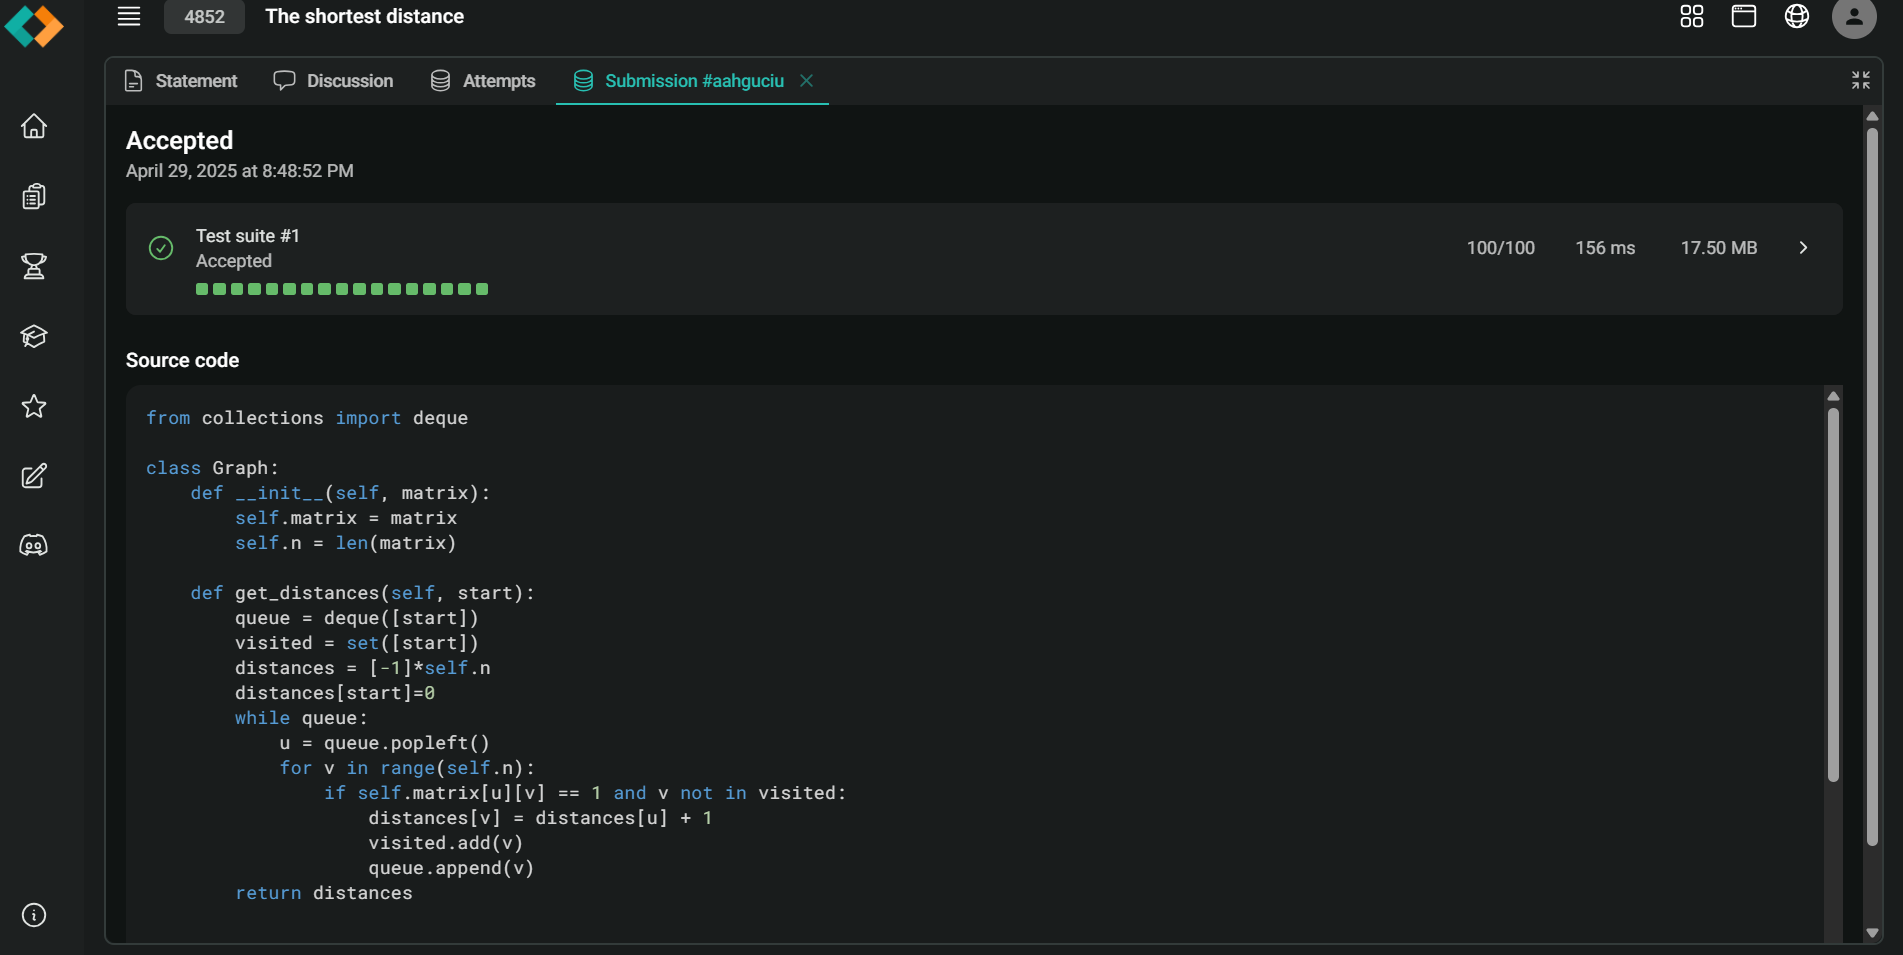 4852 The shortest distance
Statement Discussion Attempts Submission #aahguciu
Accepted
April 29, 2025 at 8:48:52 PM
Test suite #1
Accepted
100/100 156 ms 17.50 MB
Source code
from collections import deque
class Graph:
    def __init__(self, matrix):
        self.matrix = matrix
        self.n = len(matrix)
    def get_distances(self, start):
        queue = deque([start])
        visited = set([start])
        distances = [-1]*self.n
        distances[start]=0
        while queue:
            u = queue.popleft()
            for v in range(self.n):
                if self.matrix[u][v] == 1 and v not in visited:
                    distances[v] = distances[u] + 1
                    visited.add(v)
                    queue.append(v)
        return distances